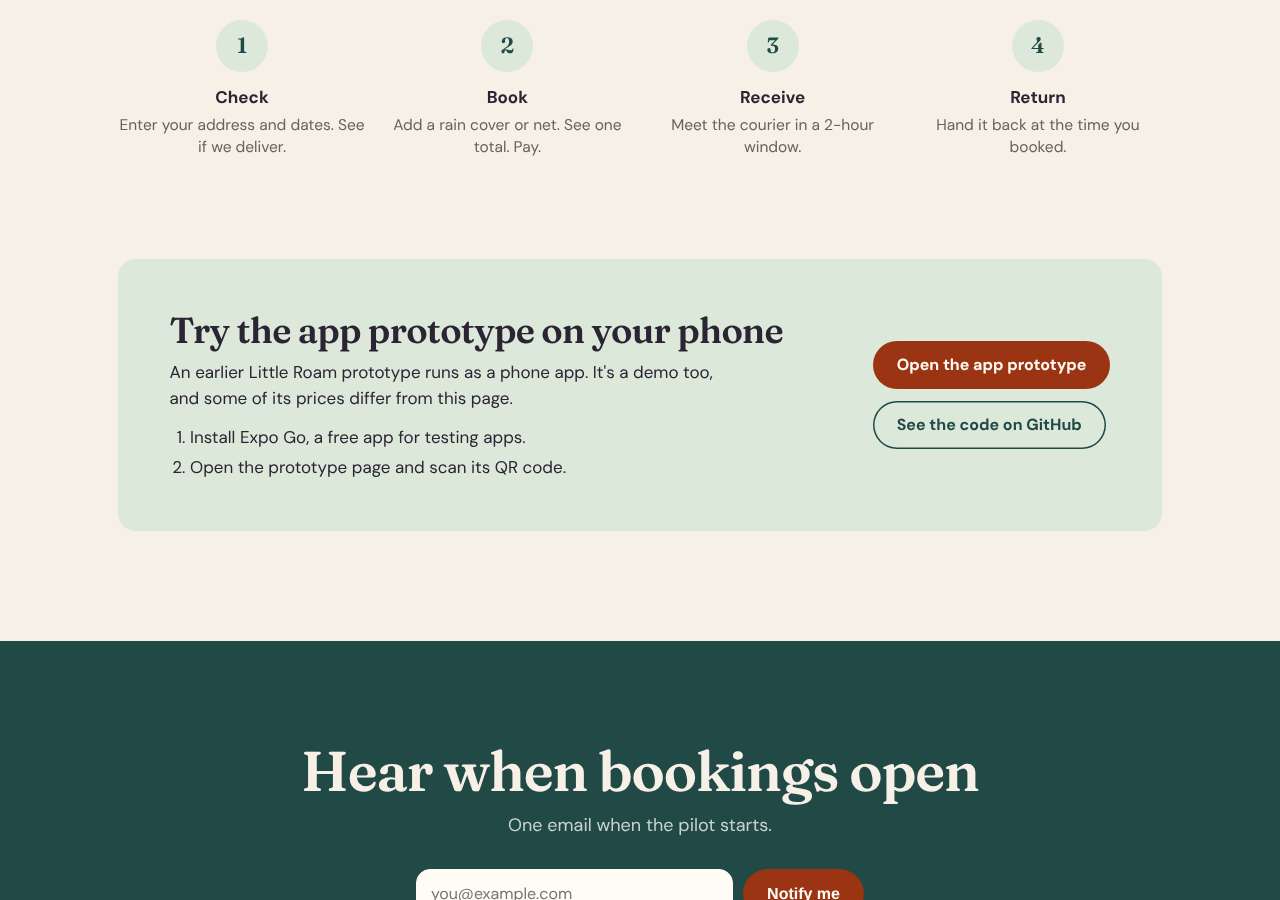 1
2
3
4
Check
Book
Receive
Return
Enter your address and dates. See
if we deliver.
Add a rain cover or net. See one
total. Pay.
Meet the courier in a 2-hour
window.
Hand it back at the time you
booked.
Try the app prototype on your phone
An earlier Little Roam prototype runs as a phone app. It's a demo too,
and some of its prices differ from this page.
1. Install Expo Go, a free app for testing apps.
2. Open the prototype page and scan its QR code.
Open the app prototype
See the code on GitHub
Hear when bookings open
One email when the pilot starts.
you@example.com
Notify me